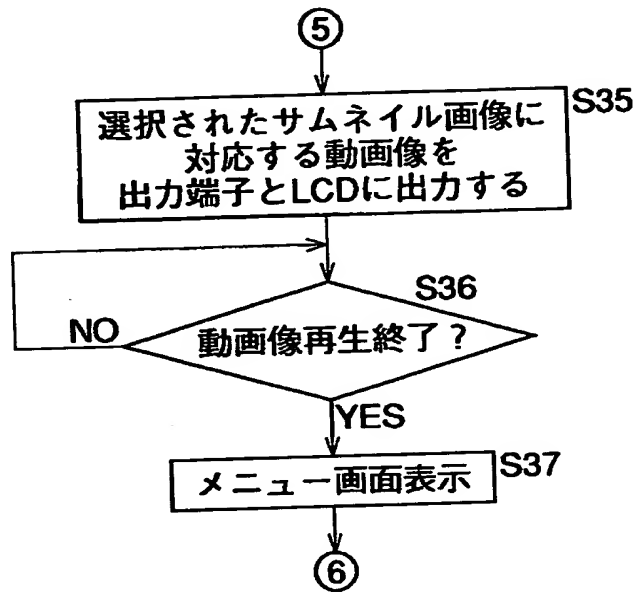 ⑤
S35
選択されたサムネイル画像に
対応する動画像を
出力端子とLCDに出力する
S36
NO
動画像再生終了？
YES
メニュー画面表示
S37
⑥